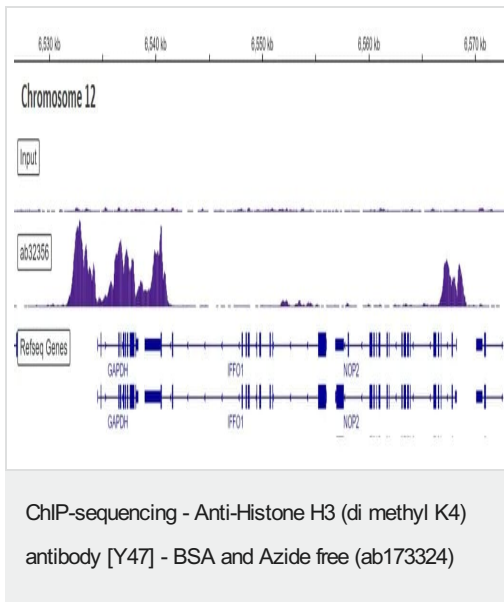 6,530 kb 6,540 kb 6,550 kb 6,560 kb 6,570 kb
Chromosome 12
Input
ab32356
Refseq Genes
GAPDH IFFO1 NOP2
GAPDH IFFO1 NOP2
ChIP-sequencing - Anti-Histone H3 (di methyl K4)
antibody [Y47] - BSA and Azide free (ab173324)